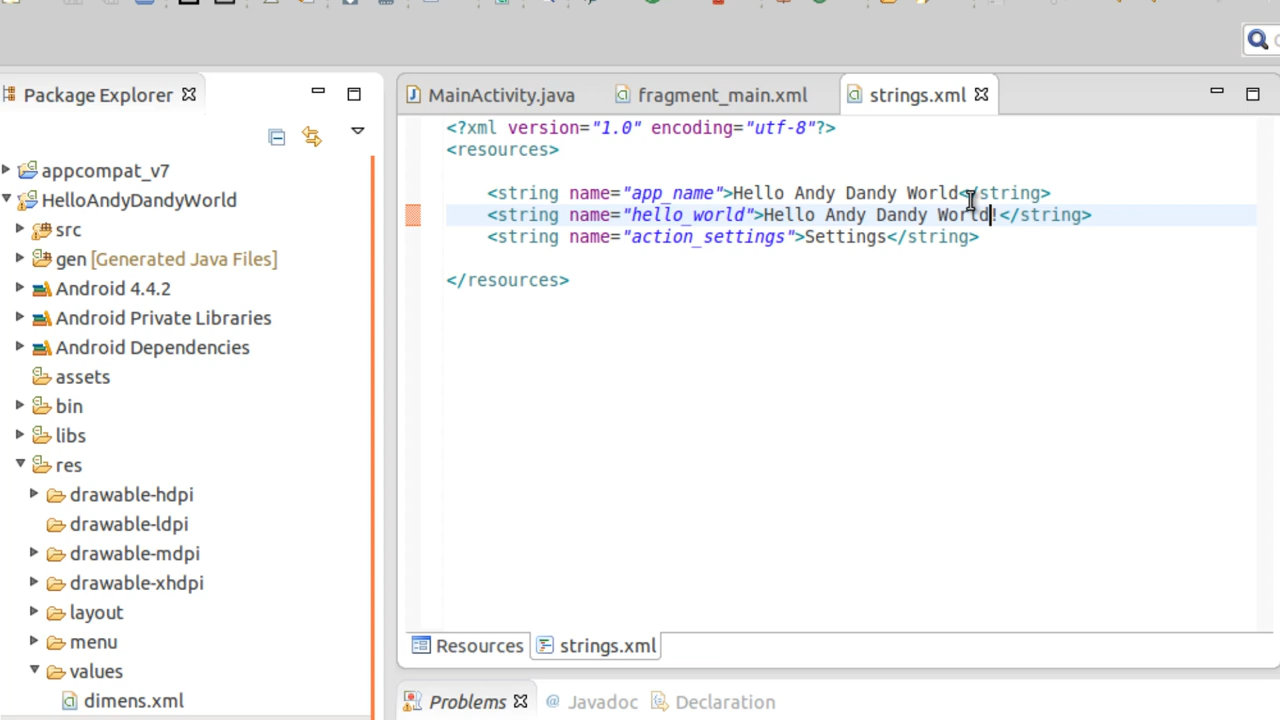 Package Explorer
appcompat_v7
HelloAndyDandyWorld
src
gen [Generated Java Files]
Android 4.4.2
Android Private Libraries
Android Dependencies
assets
bin
libs
res
drawable-hdpi
drawable-ldpi
drawable-mdpi
drawable-xhdpi
layout
menu
values
dimens.xml
MainActivity.java fragment_main.xml strings.xml
<?xml version="1.0" encoding="utf-8"?>
<resources>
<string name="app_name">Hello Andy Dandy World</string>
<string name="hello_world">Hello Andy Dandy World!</string>
<string name="action_settings">Settings</string>
</resources>
Resources strings.xml
Problems @ Javadoc Declaration